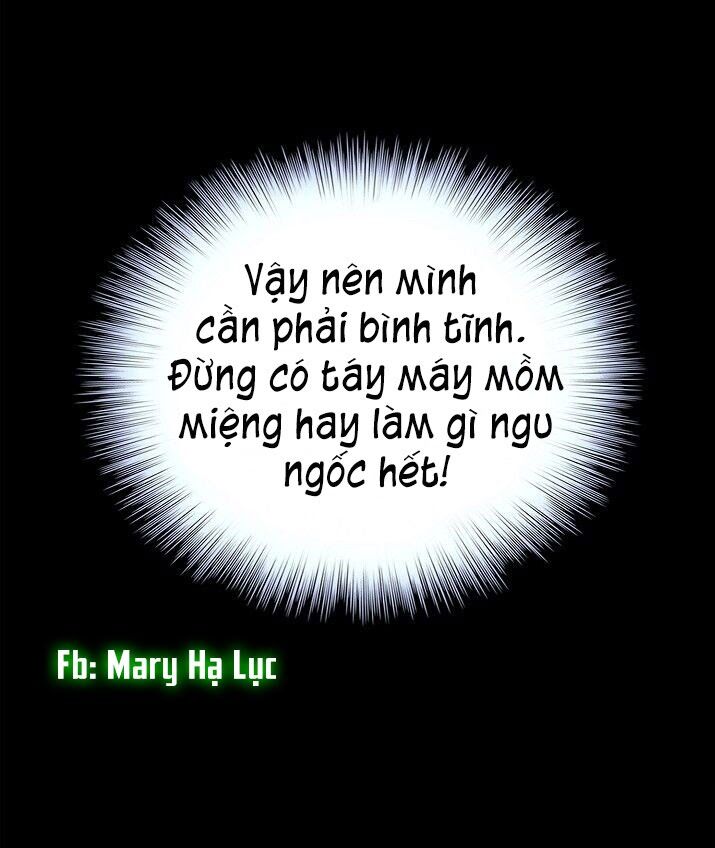 Vậy nên mình
cần phải bình tĩnh.
Đừng có táy máy mồm
miệng hay làm gì ngu
ngốc hết!
Fb: Mary Hạ Lục